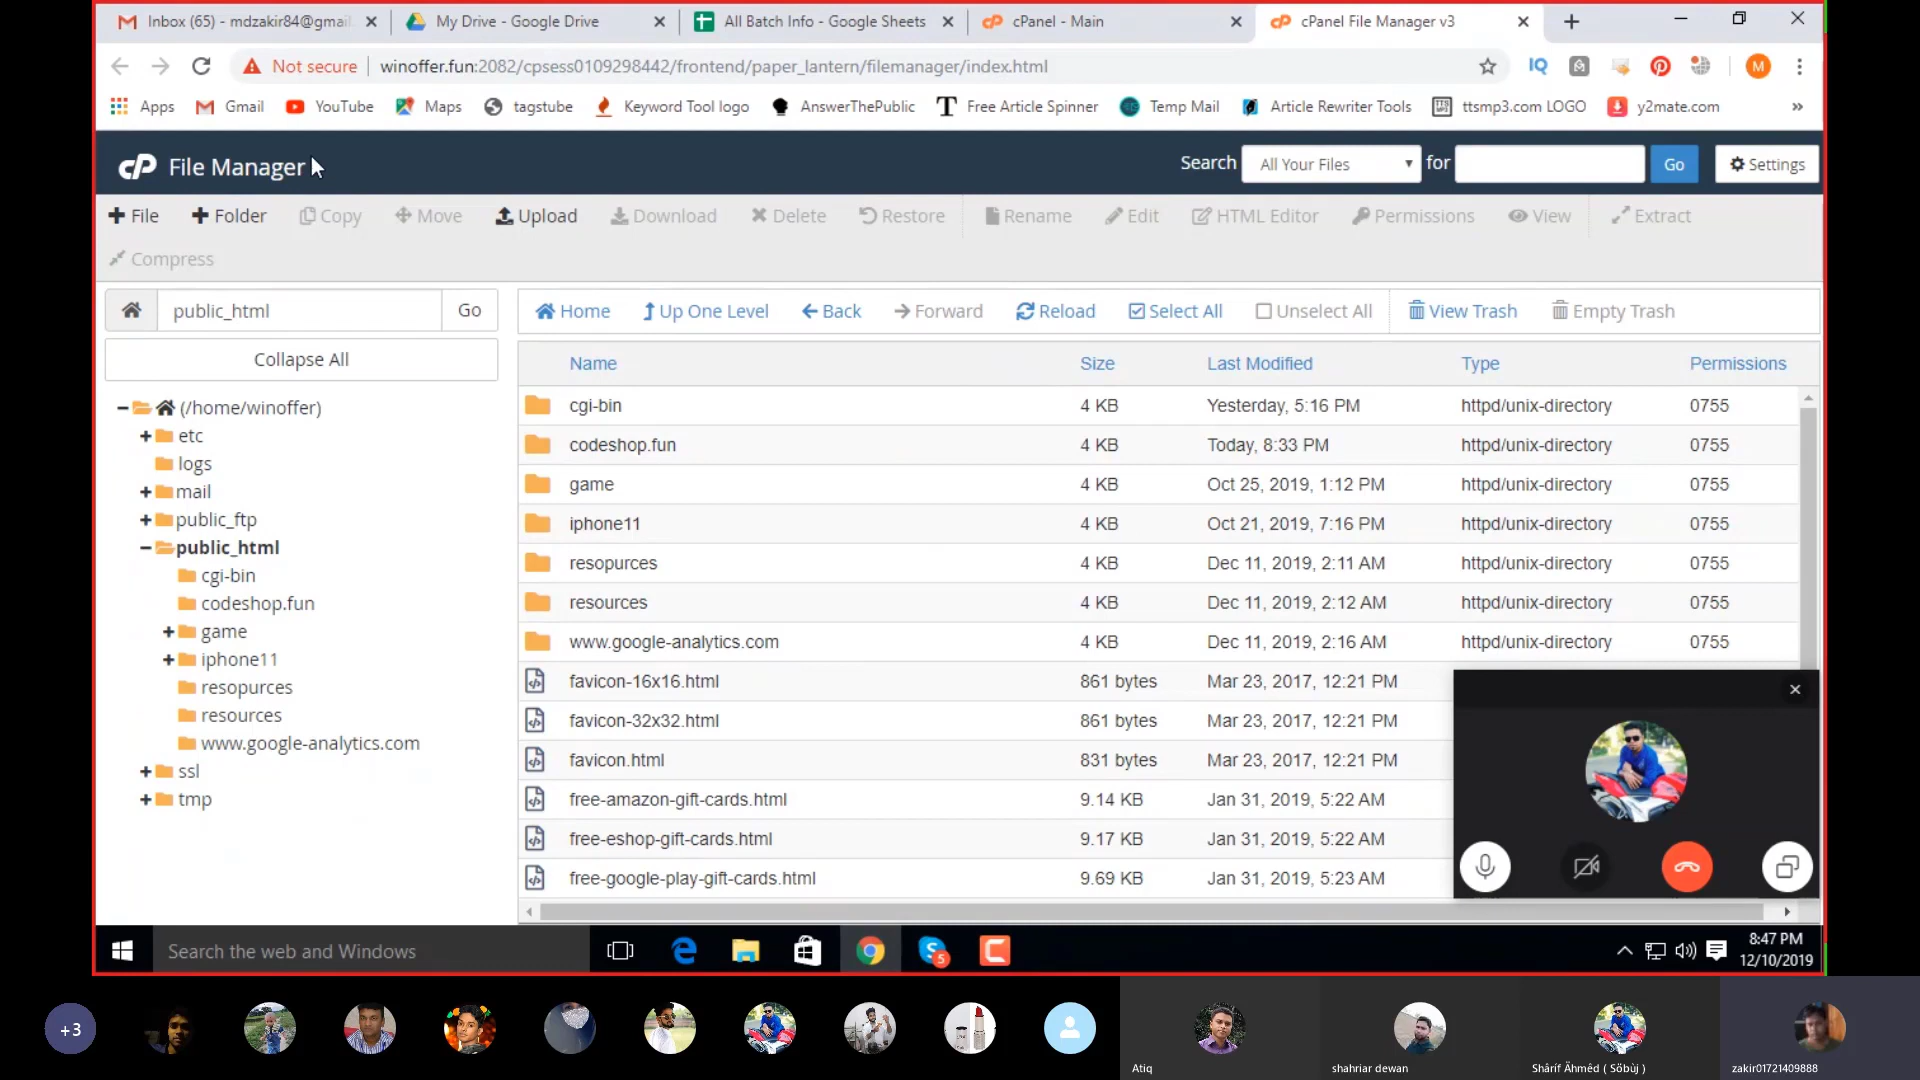 Inbox (65) - mdzakir84@gmai
My Drive - Google Drive
All Batch Info - Google Sheets
cPanel - Main
cPanel File Manager v3
Not secure
winoffer.fun:2082/cpsess0109298442/frontend/paper_lantern/filemanager/index.html
IQ
M
Apps
Gmail
YouTube
Maps
tagstube
Keyword Tool logo
AnswerThePublic
T Free Article Spinner
Temp Mail
Article Rewriter Tools
ttsmp3.com LOGO
y2mate.com
»
cP File Manager
Search
All Your Files
for
Go
Settings
File
Folder
Copy
Move
Upload
Download
Delete
Restore
Rename
Edit
HTML Editor
Permissions
View
Extract
Compress
public_html
Go
Home
Up One Level
Back
Forward
Reload
Select All
Unselect All
View Trash
Empty Trash
Collapse All
(/home/winoffer)
etc
logs
mail
public_ftp
public_html
cgi-bin
codeshop.fun
game
iphone11
resopurces
resources
www.google-analytics.com
ssl
tmp
Name Size Last Modified Type Permissions
cgi-bin 4 KB Yesterday, 5:16 PM httpd/unix-directory 0755
codeshop.fun 4 KB Today, 8:33 PM httpd/unix-directory 0755
game 4 KB Oct 25, 2019, 1:12 PM httpd/unix-directory 0755
iphone11 4 KB Oct 21, 2019, 7:16 PM httpd/unix-directory 0755
resopurces 4 KB Dec 11, 2019, 2:11 AM httpd/unix-directory 0755
resources 4 KB Dec 11, 2019, 2:12 AM httpd/unix-directory 0755
www.google-analytics.com 4 KB Dec 11, 2019, 2:16 AM httpd/unix-directory 0755
favicon-16x16.html 861 bytes Mar 23, 2017, 12:21 PM
favicon-32x32.html 861 bytes Mar 23, 2017, 12:21 PM
favicon.html 831 bytes Mar 23, 2017, 12:21 PM
free-amazon-gift-cards.html 9.14 KB Jan 31, 2019, 5:22 AM
free-eshop-gift-cards.html 9.17 KB Jan 31, 2019, 5:22 AM
free-google-play-gift-cards.html 9.69 KB Jan 31, 2019, 5:23 AM
Search the web and Windows
5
8:47 PM
12/10/2019
+3
Atiq
shahriar dewan
Shâríf Ãhmêd ( Sőbùj )
zakir01721409888